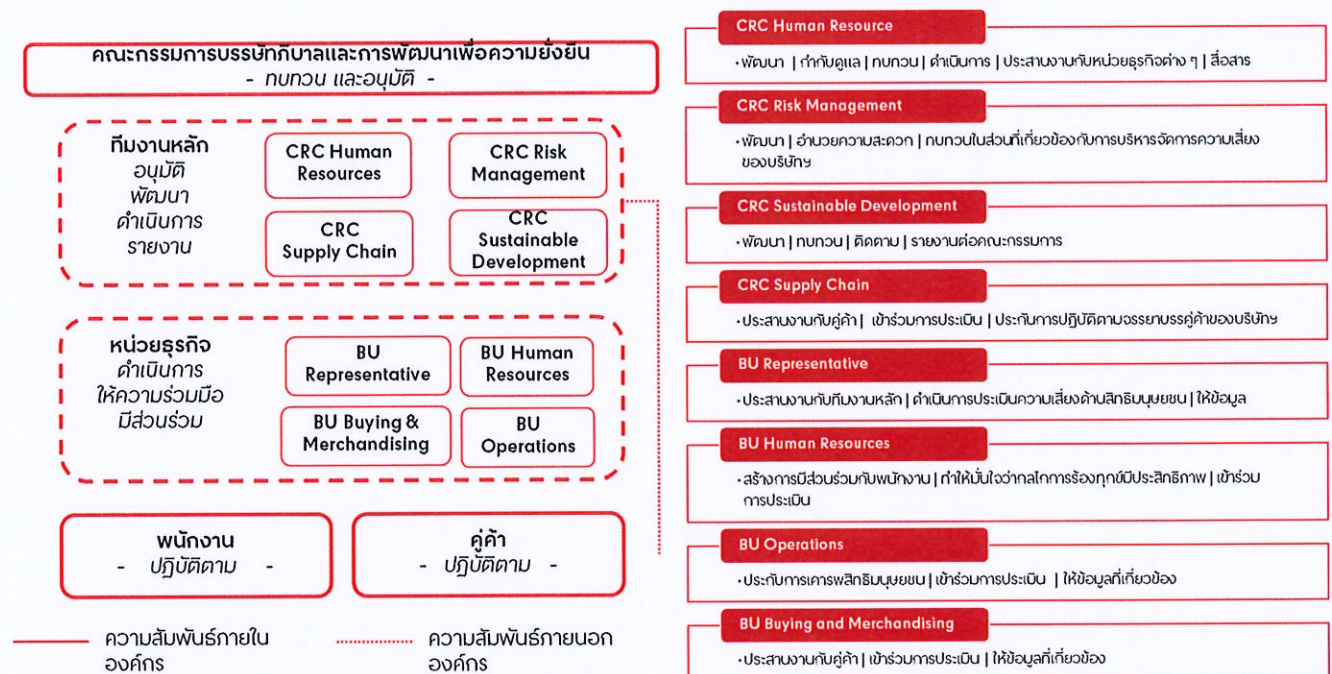 คณะกรรมการบรรษัทภิบาลและการพัฒนาเพื่อความยั่งยืน
- ทบทวน และอนุมัติ -
ทีมงานหลัก
อนุมัติ
พัฒนา
ดำเนินการ
รายงาน
CRC Human
Resources
CRC Risk
Management
CRC
Supply Chain
CRC
Sustainable
Development
หน่วยธุรกิจ
ดำเนินการ
ให้ความร่วมมือ
มีส่วนร่วม
BU
Representative
BU Human
Resources
BU Buying &
Merchandising
BU
Operations
พนักงาน
- ปฏิบัติตาม -
คู่ค้า
- ปฏิบัติตาม -
ความสัมพันธ์ภายใน
องค์กร
ความสัมพันธ์ภายนอก
องค์กร
CRC Human Resource
•พัฒนา | กำกับดูแล | ทบทวน | ดำเนินการ | ประสานงานกับหน่วยธุรกิจต่าง ๆ | สื่อสาร
CRC Risk Management
•พัฒนา | อำนวยความสะดวก | ทบทวนในส่วนที่เกี่ยวข้องกับการบริหารจัดการความเสี่ยง
ของบริษัทฯ
CRC Sustainable Development
•พัฒนา | ทบทวน | ติดตาม | รายงานต่อคณะกรรมการ
CRC Supply Chain
•ประสานงานกับคู่ค้า | เข้าร่วมการประเมิน | ประกันการปฏิบัติตามจรรยาบรรคู่ค้าของบริษัทฯ
BU Representative
•ประสานงานกับทีมงานหลัก | ดำเนินการประเมินความเสี่ยงด้านสิทธิมนุษยชน | ให้ข้อมูล
BU Human Resources
•สร้างการมีส่วนร่วมกับพนักงาน | ทำให้มั่นใจว่ากลไกการร้องทุกข์มีประสิทธิภาพ | เข้าร่วม
การประเมิน
BU Operations
•ประกับการเคารพสิทธิมนุษยชน | เข้าร่วมการประเมิน | ให้ข้อมูลที่เกี่ยวข้อง
BU Buying and Merchandising
•ประสานงานกับคู่ค้า | เข้าร่วมการประเมิน | ให้ข้อมูลที่เกี่ยวข้อง